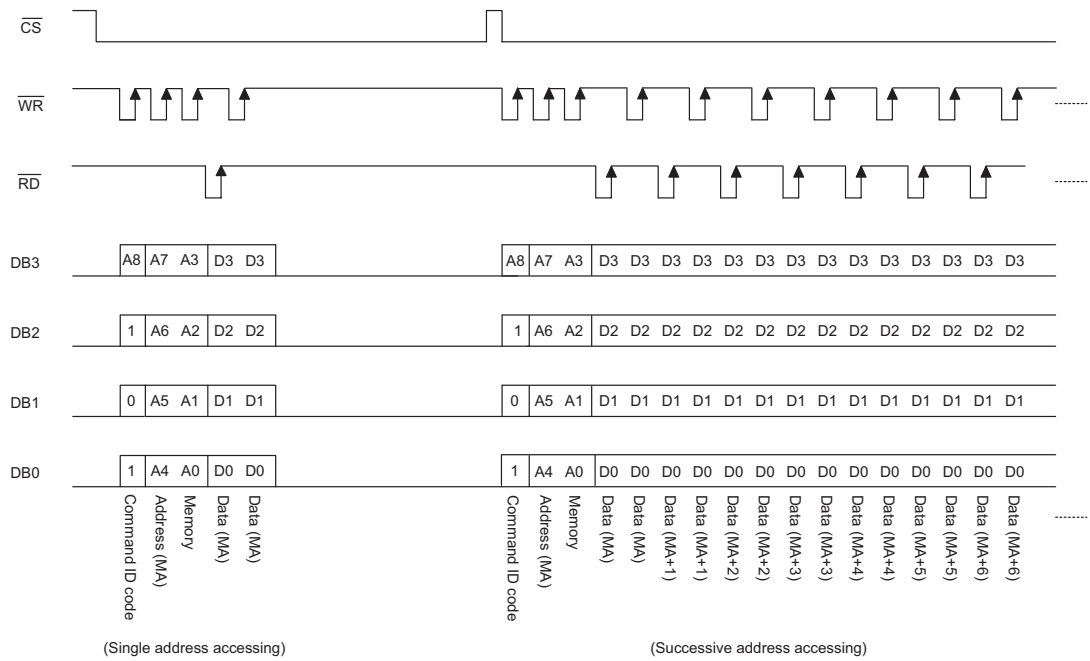 CS
WR
RD
DB3 A8 A7 A3 D3 D3 A8 A7 A3 D3 D3 D3 D3 D3 D3 D3 D3 D3 D3 D3 D3 D3 D3
DB2 1 A6 A2 D2 D2 1 A6 A2 D2 D2 D2 D2 D2 D2 D2 D2 D2 D2 D2 D2 D2 D2
DB1 0 A5 A1 D1 D1 0 A5 A1 D1 D1 D1 D1 D1 D1 D1 D1 D1 D1 D1 D1 D1 D1
DB0 1 A4 A0 D0 D0 1 A4 A0 D0 D0 D0 D0 D0 D0 D0 D0 D0 D0 D0 D0 D0 D0
Command ID code
Address (MA)
Memory
Data (MA)
Data (MA)
Command ID code
Address (MA)
Memory
Data (MA)
Data (MA)
Data (MA+1)
Data (MA+1)
Data (MA+2)
Data (MA+2)
Data (MA+3)
Data (MA+3)
Data (MA+4)
Data (MA+4)
Data (MA+5)
Data (MA+5)
Data (MA+6)
Data (MA+6)
(Single address accessing)
(Successive address accessing)